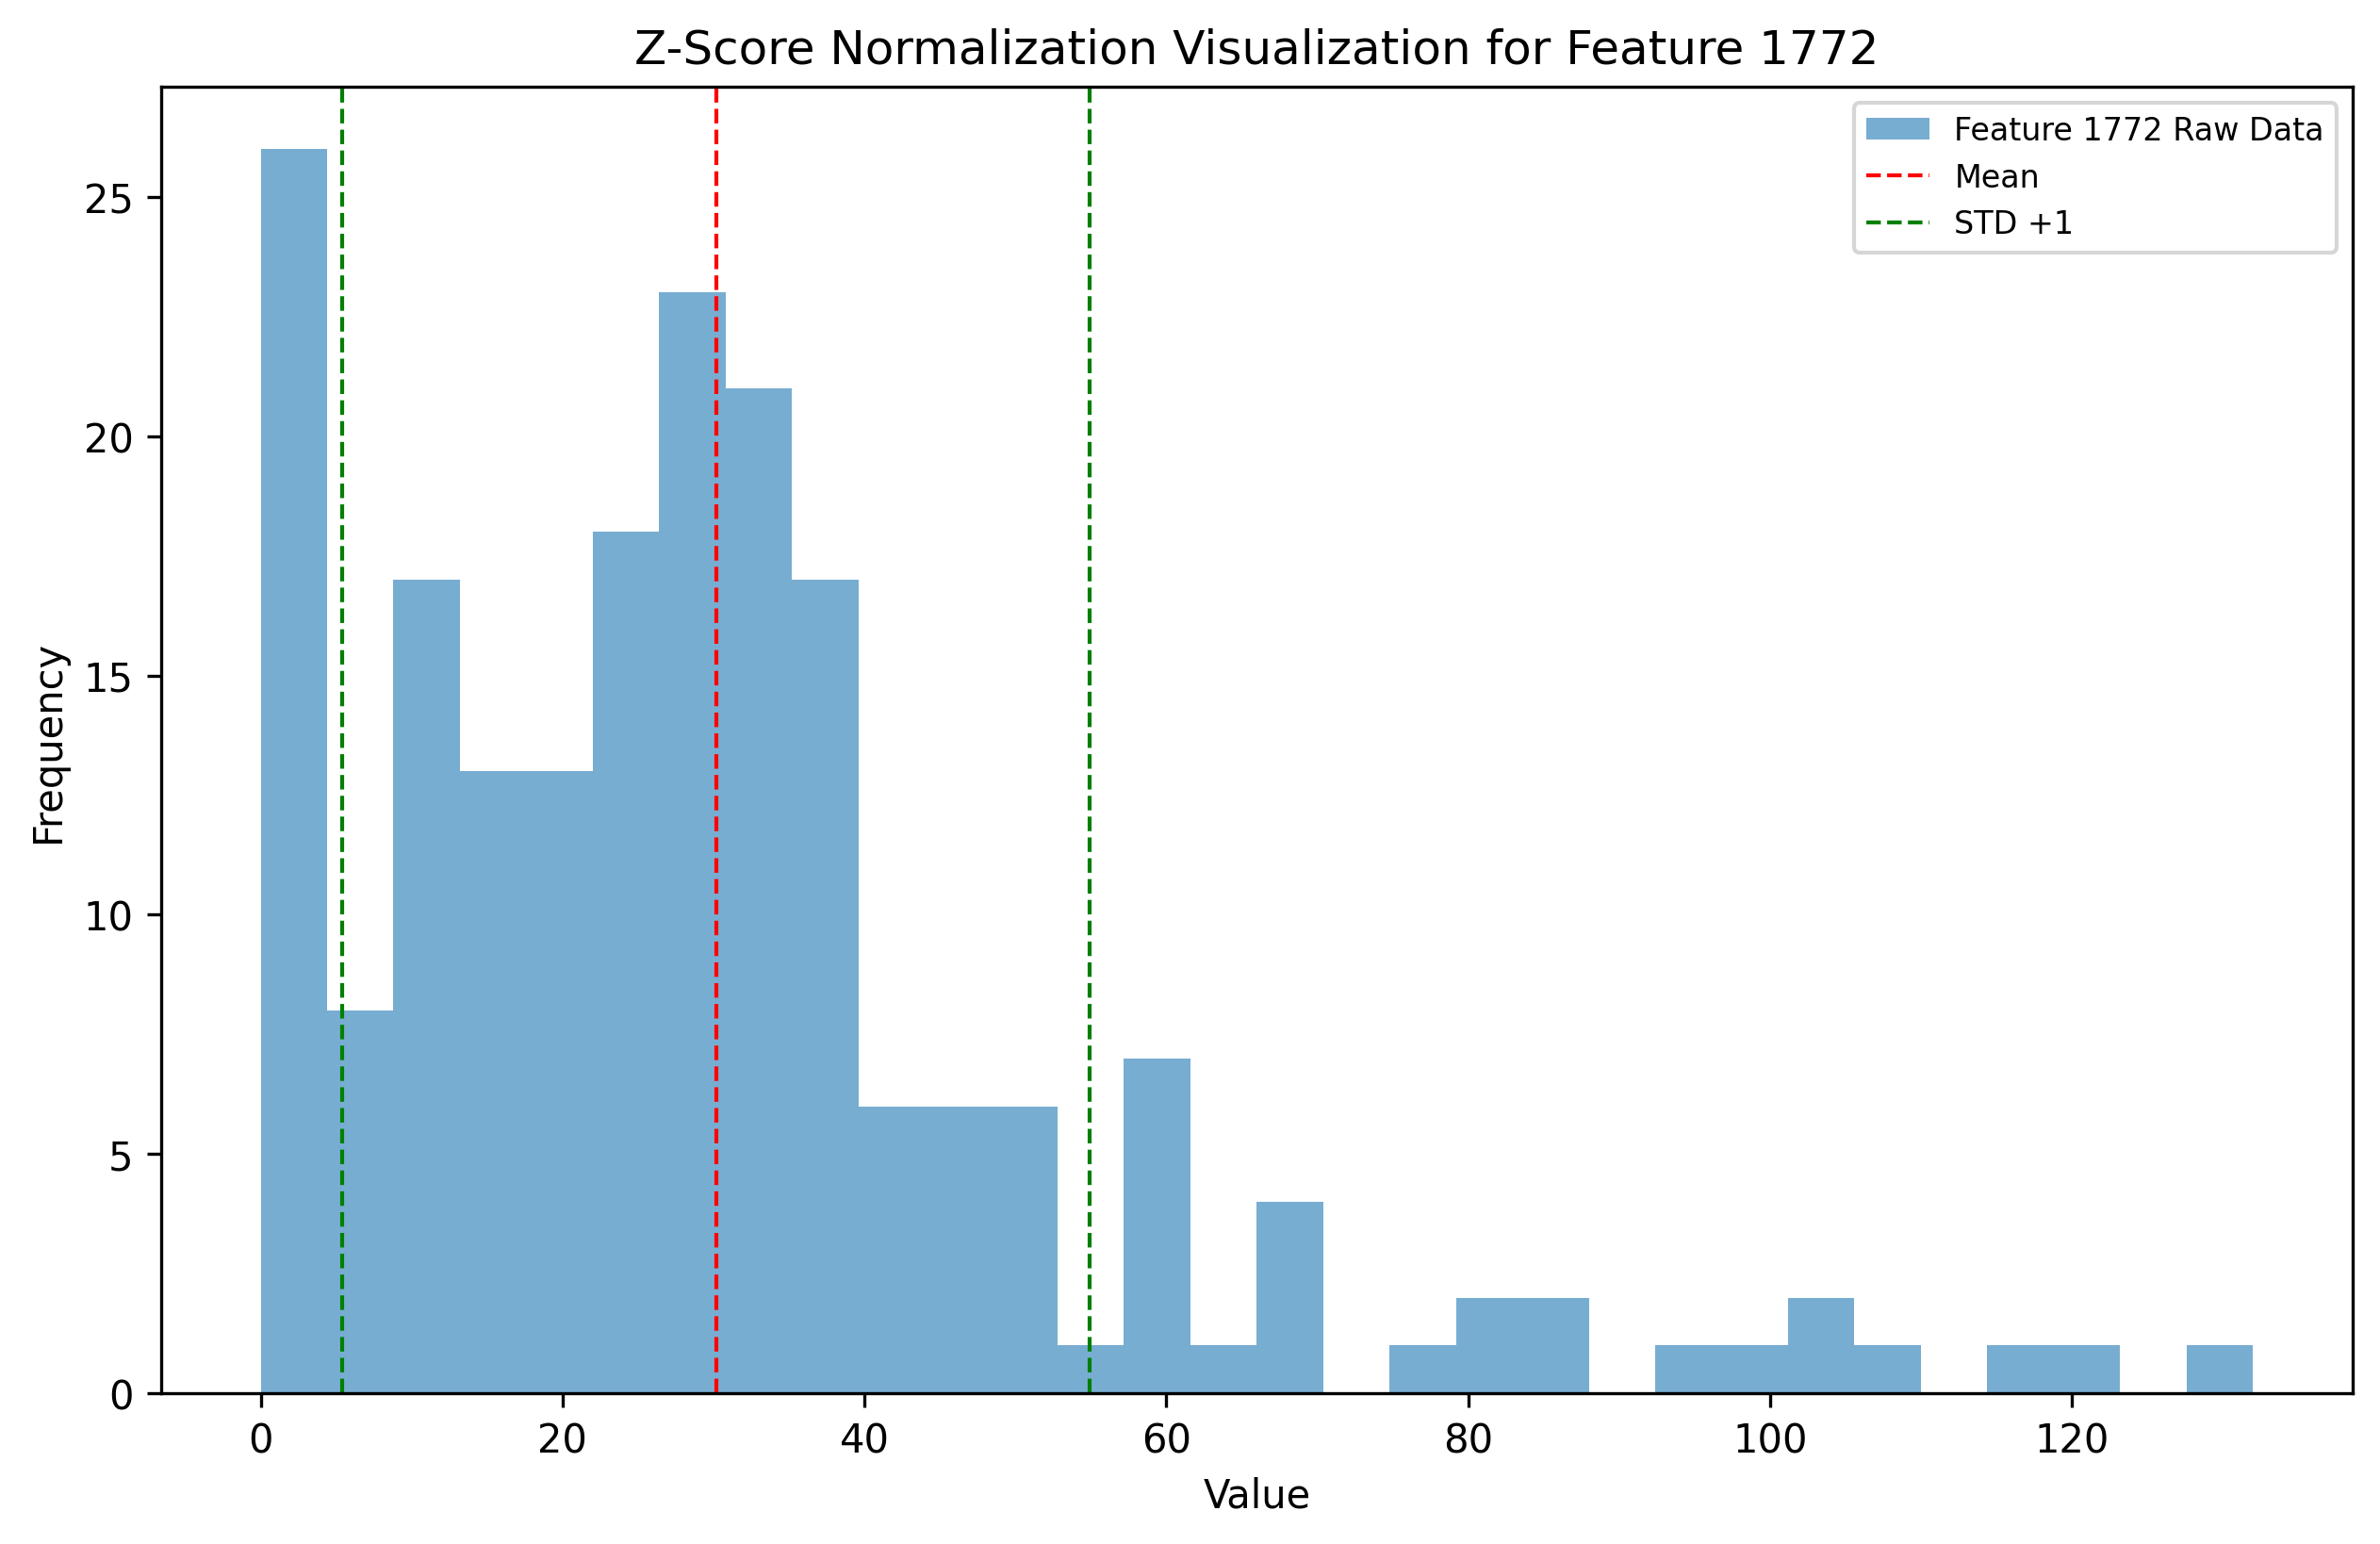 Z-Score Normalization Visualization for Feature 1772
Feature 1772 Raw Data
Mean
STD +1
25
20
15
10
5
0
Frequency
0 20 40 60 80 100 120
Value